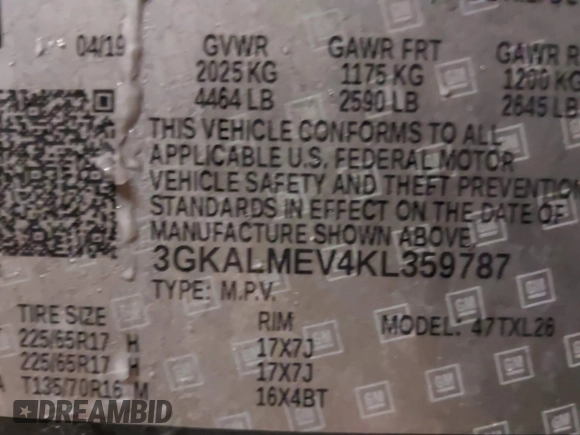 04/19 GVWR GAWR FRT GAWR R
2025 KG 1175 KG 1200 KG
4464 LB 2590 LB 2645 LB
THIS VEHICLE CONFORMS TO ALL
APPLICABLE U.S. FEDERAL MOTOR
VEHICLE SAFETY AND THEFT PREVENTION
STANDARDS IN EFFECT ON THE DATE OF
MANUFACTURE SHOWN ABOVE.
3GKALMEV4KL359787
TYPE: M.P.V. MODEL: 47TXL26
TIRE SIZE RIM
225/65R17 H 17X7J
225/65R17 H 17X7J
T135/70R16 M 16X4BT
GM
DREAMBID